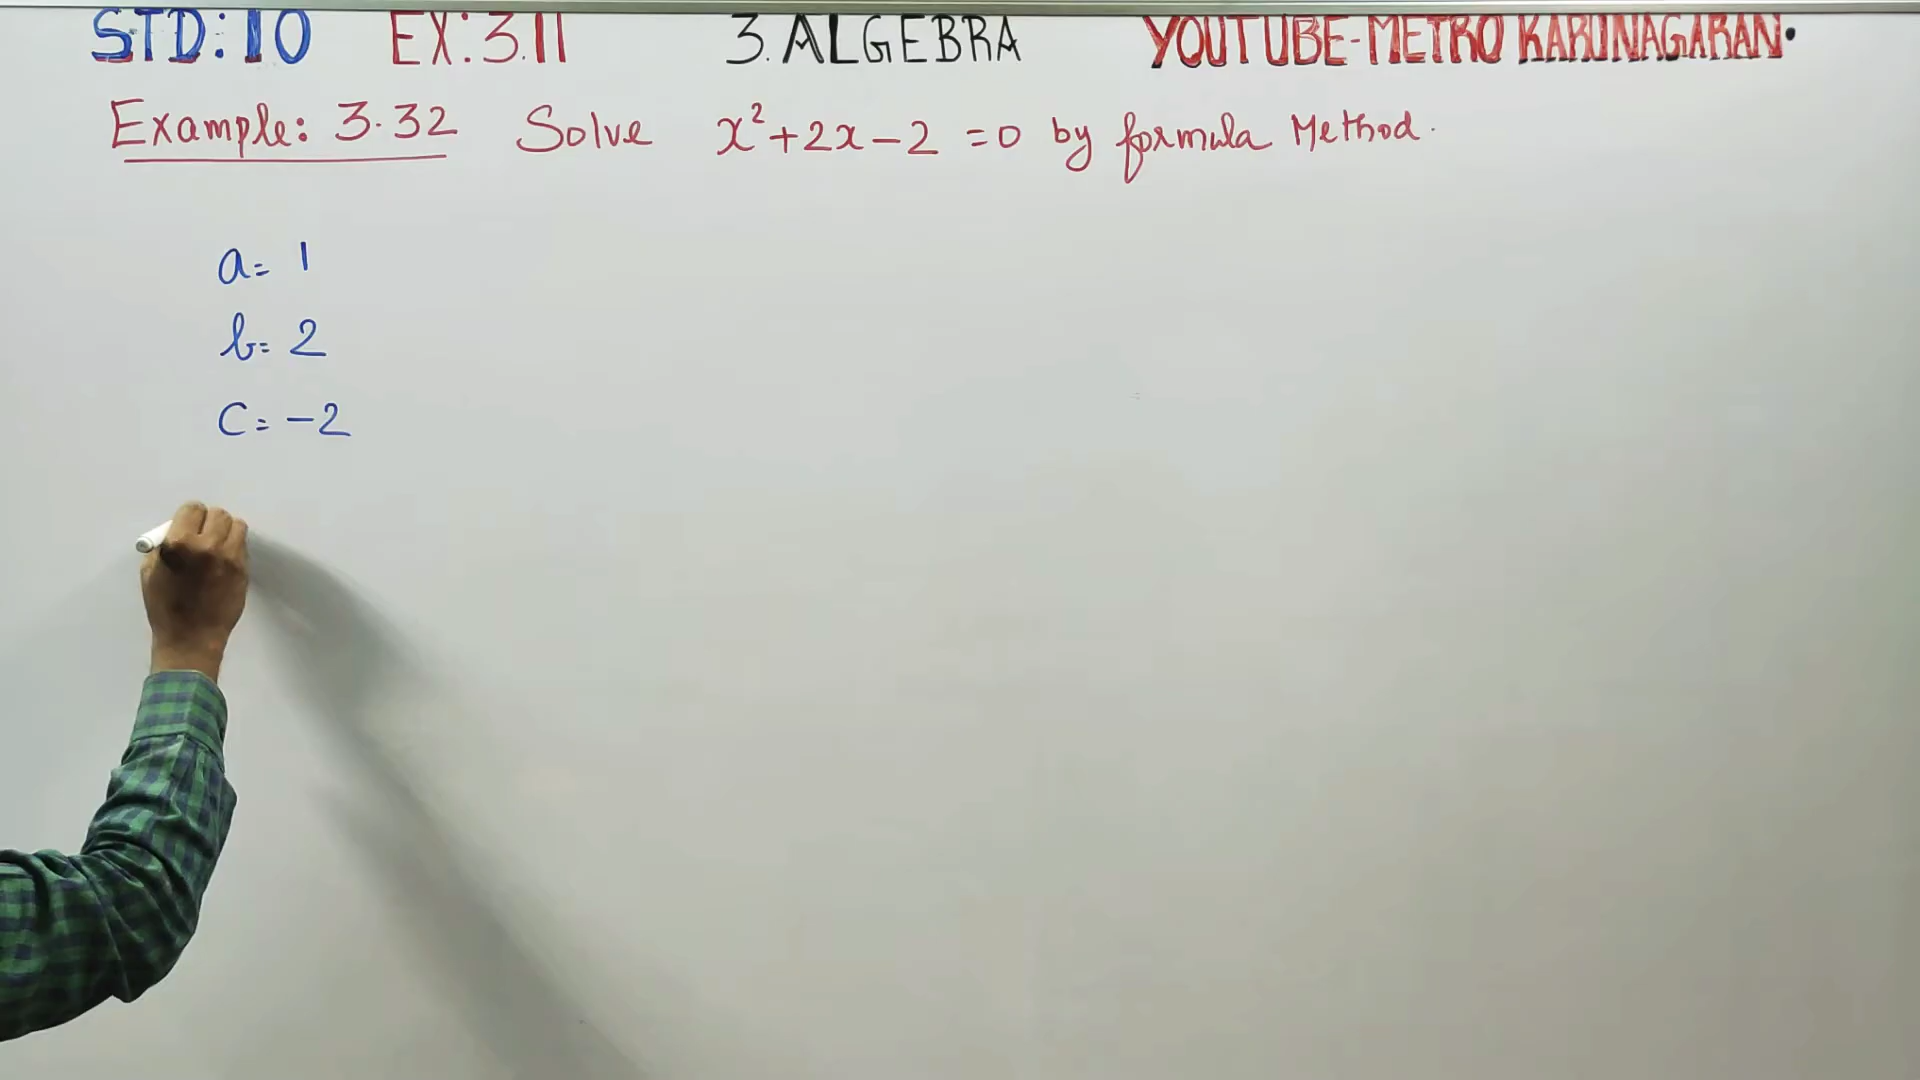 STD: 10 EX: 3.11 3. ALGEBRA YOUTUBE-METRO KARUNAGARAN.
Example: 3.32 Solve x²+2x-2 =0 by formula Method.
a= 1
b= 2
C= -2